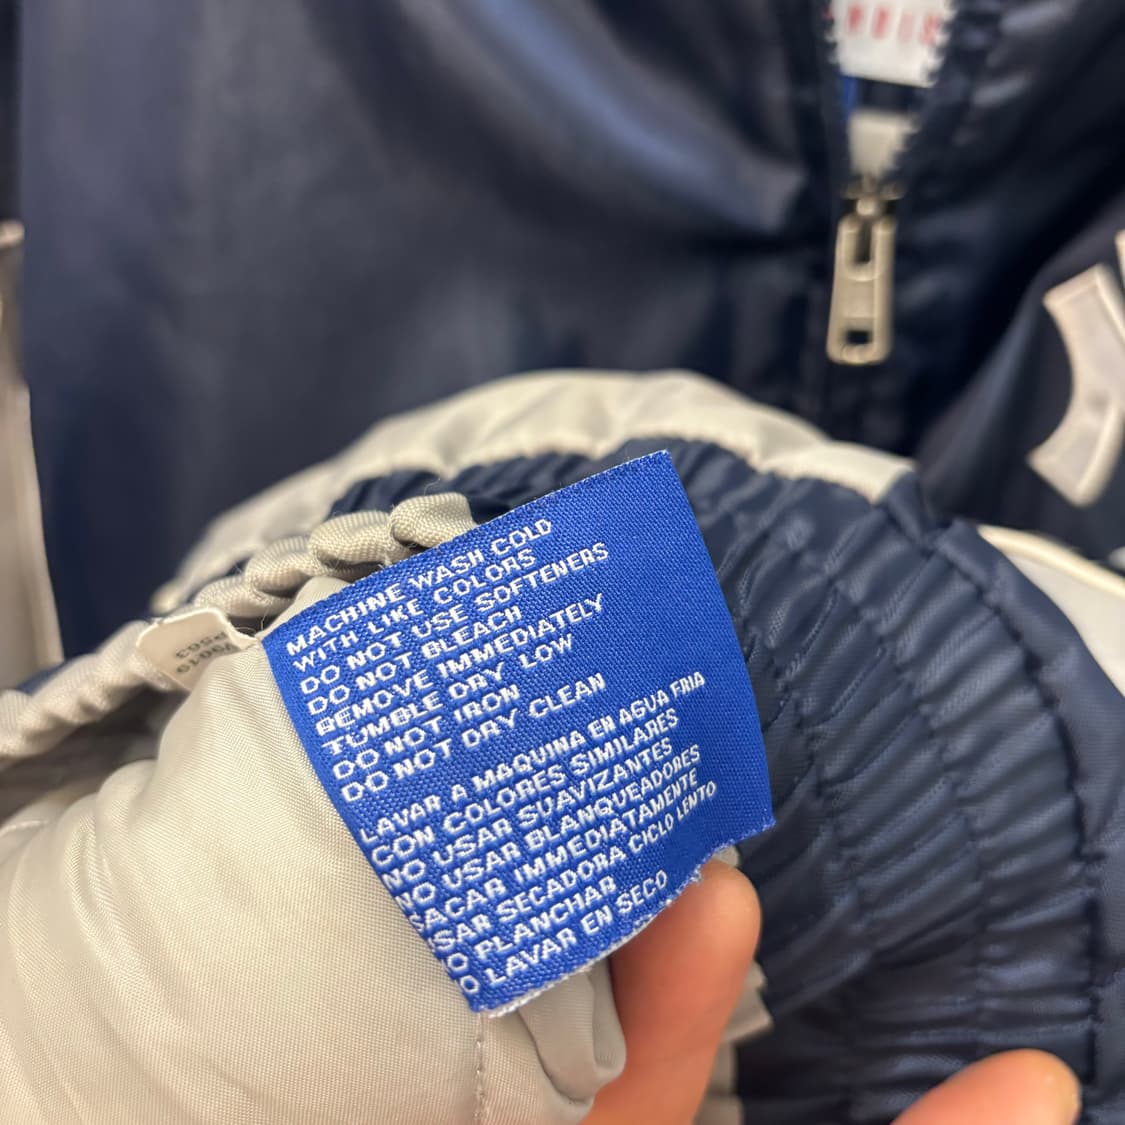 MACHINE WASH COLD
WITH LIKE COLORS
DO NOT USE SOFTENERS
DO NOT BLEACH
REMOVE IMMEDIATELY
TUMBLE DRY LOW
DO NOT IRON
DO NOT DRY CLEAN
LAVAR A MAQUINA EN AGUA FRIA
CON COLORES SIMILARES
NO USAR SUAVIZANTES
NO USAR BLANQUEADORES
SACAR IMMEDIATAMENTE
USAR SECADORA CICLO LENTO
NO PLANCHAR
NO LAVAR EN SECO
P563